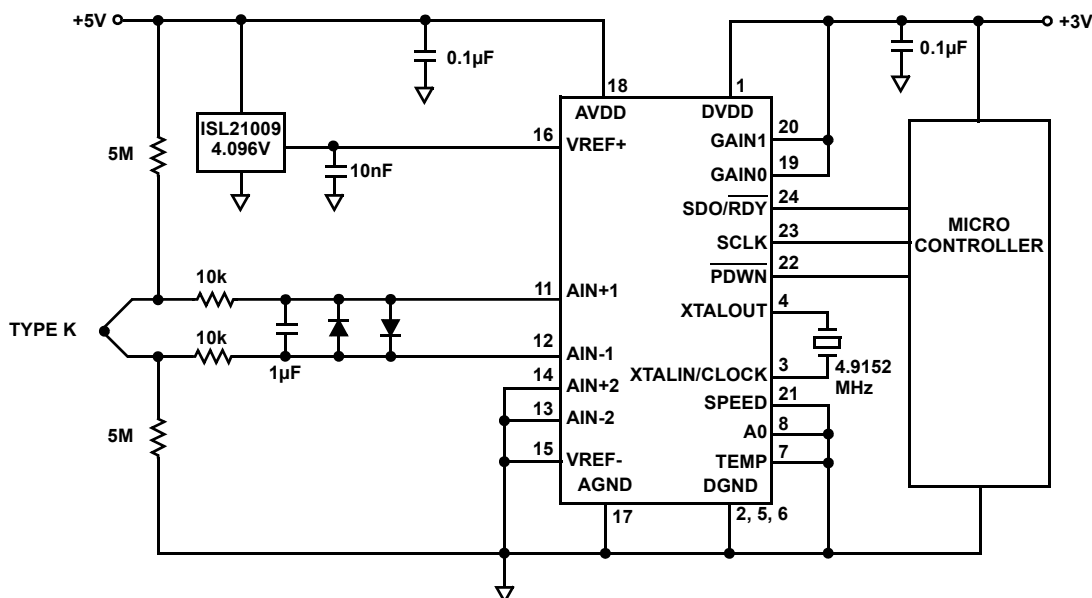 +5V
+3V
0.1µF
0.1µF
18
1
AVDD
DVDD
ISL21009
4.096V
16
VREF+
GAIN1
20
5M
10nF
GAIN0
19
SDO/RDY
24
SCLK
23
MICRO
CONTROLLER
PDWN
22
10k
11
AIN+1
XTALOUT
4
TYPE K
10k
1µF
12
AIN-1
XTALIN/CLOCK
3
4.9152
MHz
14
AIN+2
SPEED
21
5M
13
AIN-2
A0
8
15
VREF-
TEMP
7
AGND
DGND
17
2, 5, 6